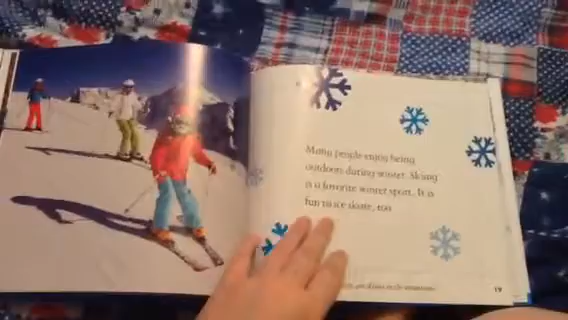 Many people enjoy being
outdoors during winter. Skiing
is a favorite winter sport. It is
fun to ice skate, too.
19